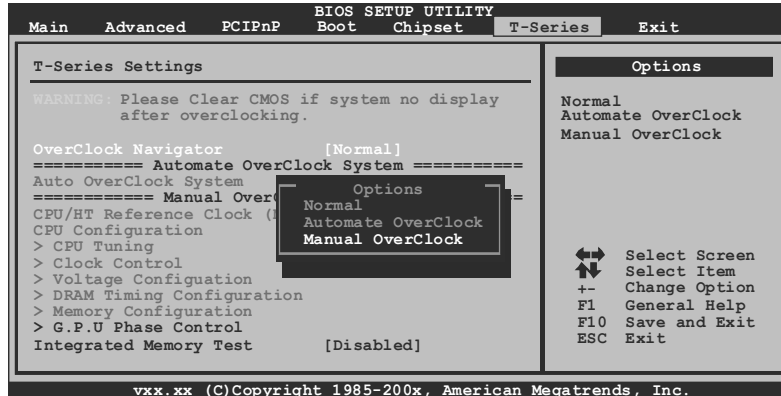 BIOS SETUP UTILITY
Main Advanced PCIPnP Boot Chipset T-Series Exit
T-Series Settings
WARNING: Please Clear CMOS if system no display
after overclocking.
OverClock Navigator [Normal]
=========== Automate OverClock System ===========
Auto OverClock System
============ Manual Over =
CPU/HT Reference Clock (
CPU Configuration
> CPU Tuning
> Clock Control
> Voltage Configuation
> DRAM Timing Configuration
> Memory Configuration
> G.P.U Phase Control
Integrated Memory Test [Disabled]
Options
Normal
Automate OverClock
Manual OverClock
Options
Normal
Automate OverClock
Manual OverClock
Select Screen
Select Item
+- Change Option
F1 General Help
F10 Save and Exit
ESC Exit
vxx.xx (C)Copyright 1985-200x, American Megatrends, Inc.